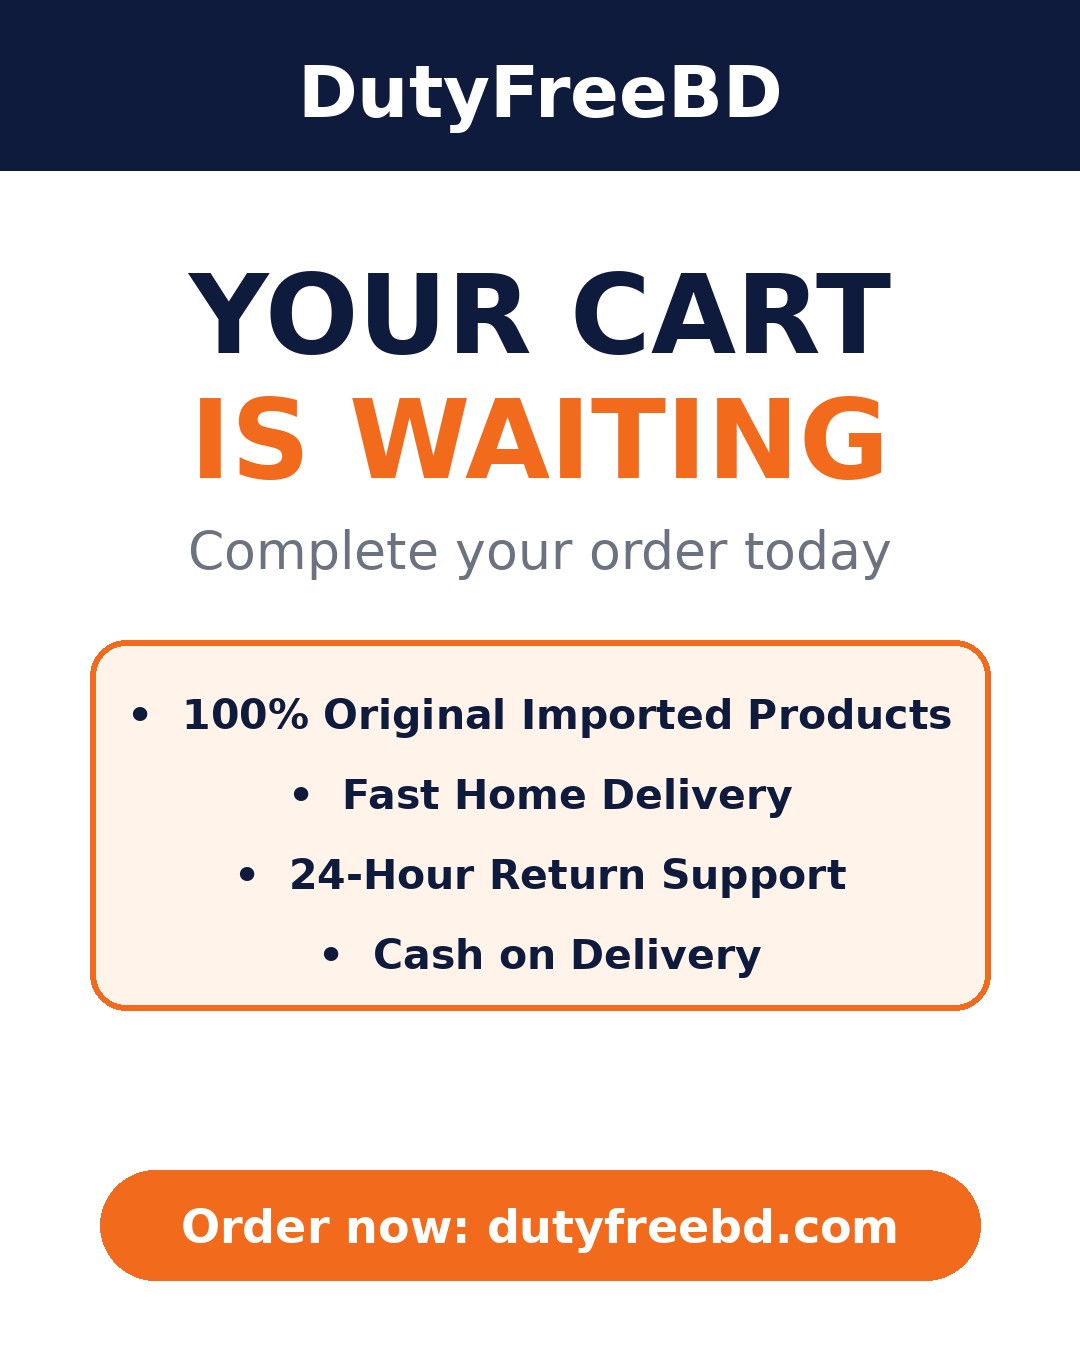 DutyFreeBD
YOUR CART
IS WAITING
Complete your order today
• 100% Original Imported Products
• Fast Home Delivery
• 24-Hour Return Support
• Cash on Delivery
Order now: dutyfreebd.com